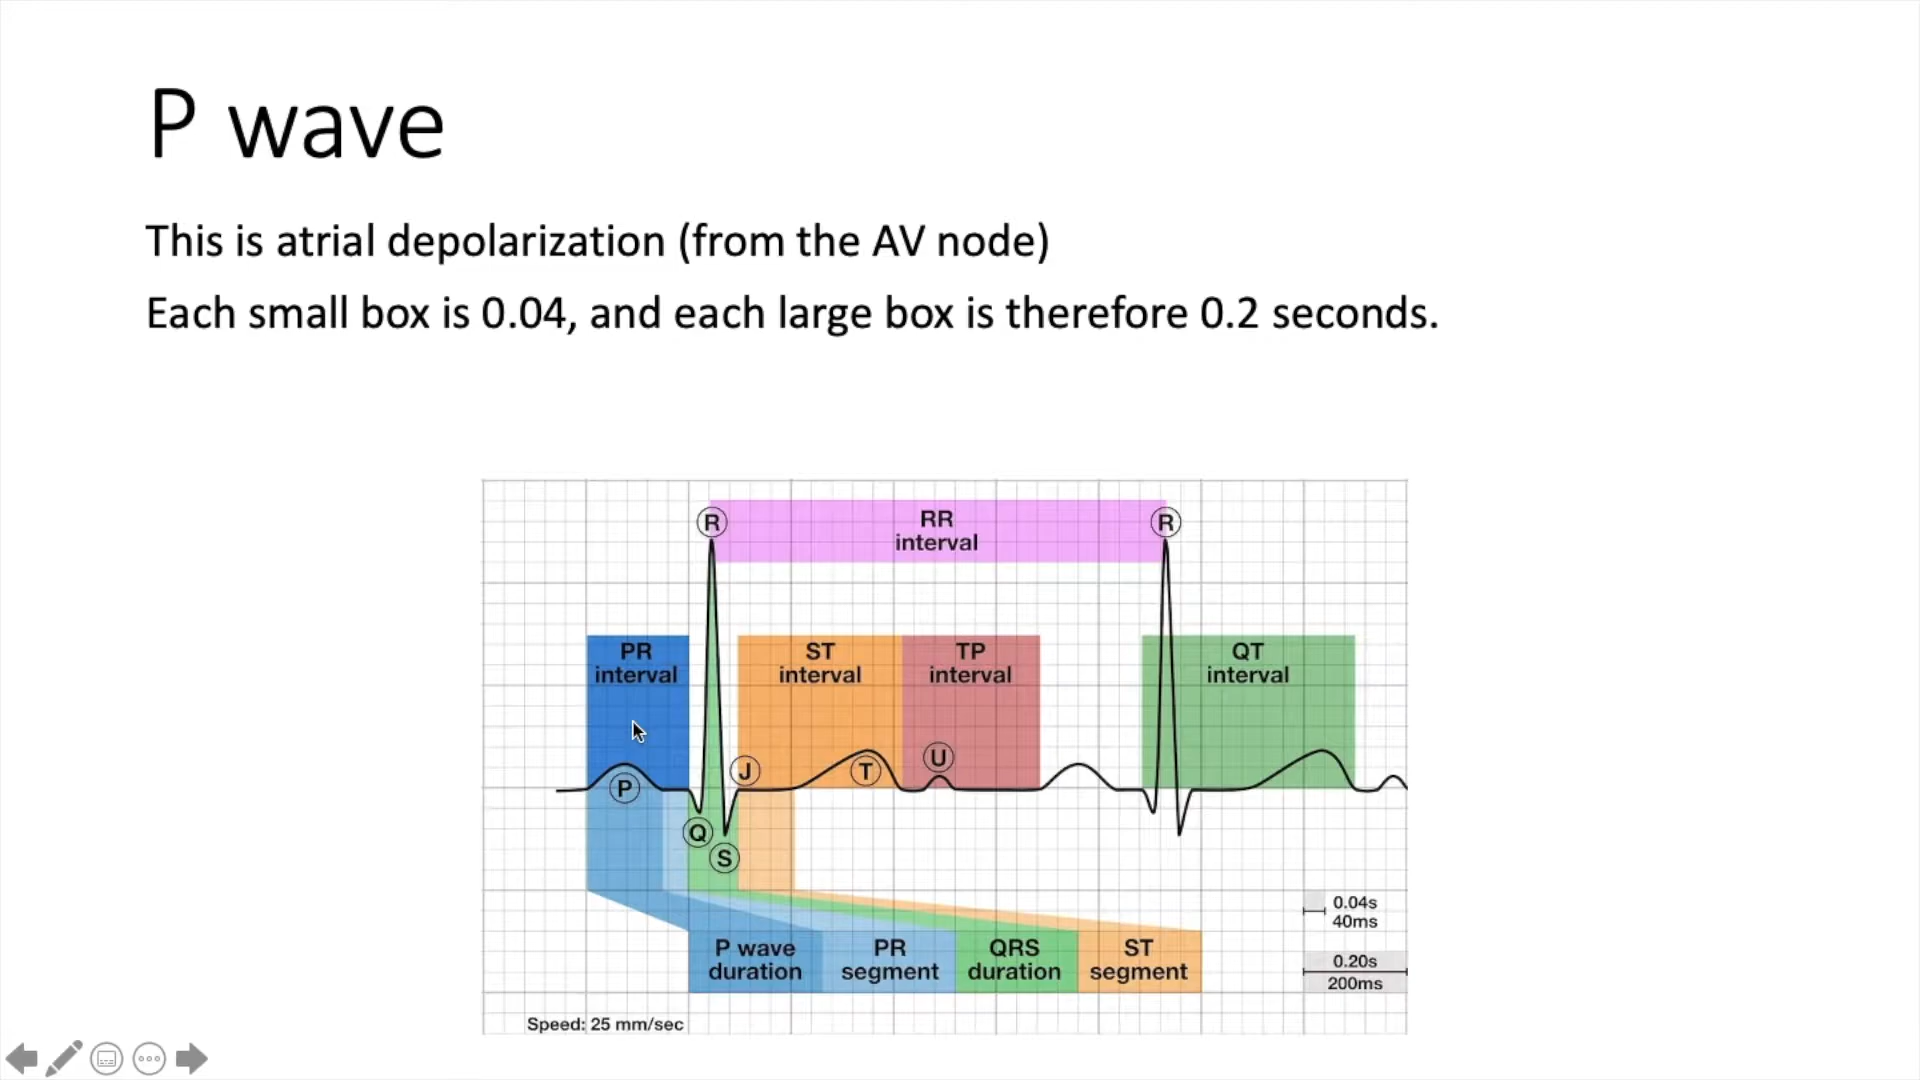 P wave
This is atrial depolarization (from the AV node)
Each small box is 0.04, and each large box is therefore 0.2 seconds.
R
RR
interval
R
PR
interval
ST
interval
TP
interval
QT
interval
P
J
T
U
Q
S
0.04s
40ms
P wave
duration
PR
segment
QRS
duration
ST
segment
0.20s
200ms
Speed: 25 mm/sec